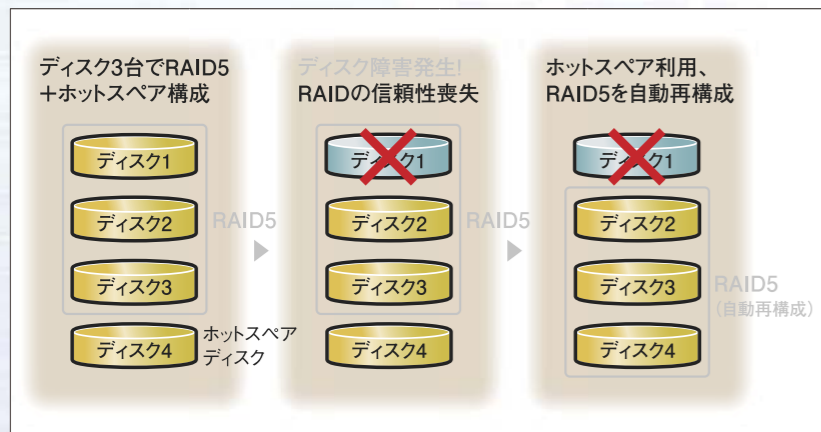 ディスク3台でRAID5
+ホットスペア構成
ディスク1
ディスク2
ディスク3
RAID5
ディスク4
ホットスペア
ディスク
ディスク障害発生!
RAIDの信頼性喪失
ディスク1
ディスク2
ディスク3
RAID5
ディスク4
ホットスペア利用、
RAID5を自動再構成
ディスク1
ディスク2
ディスク3
ディスク4
RAID5
(自動再構成)